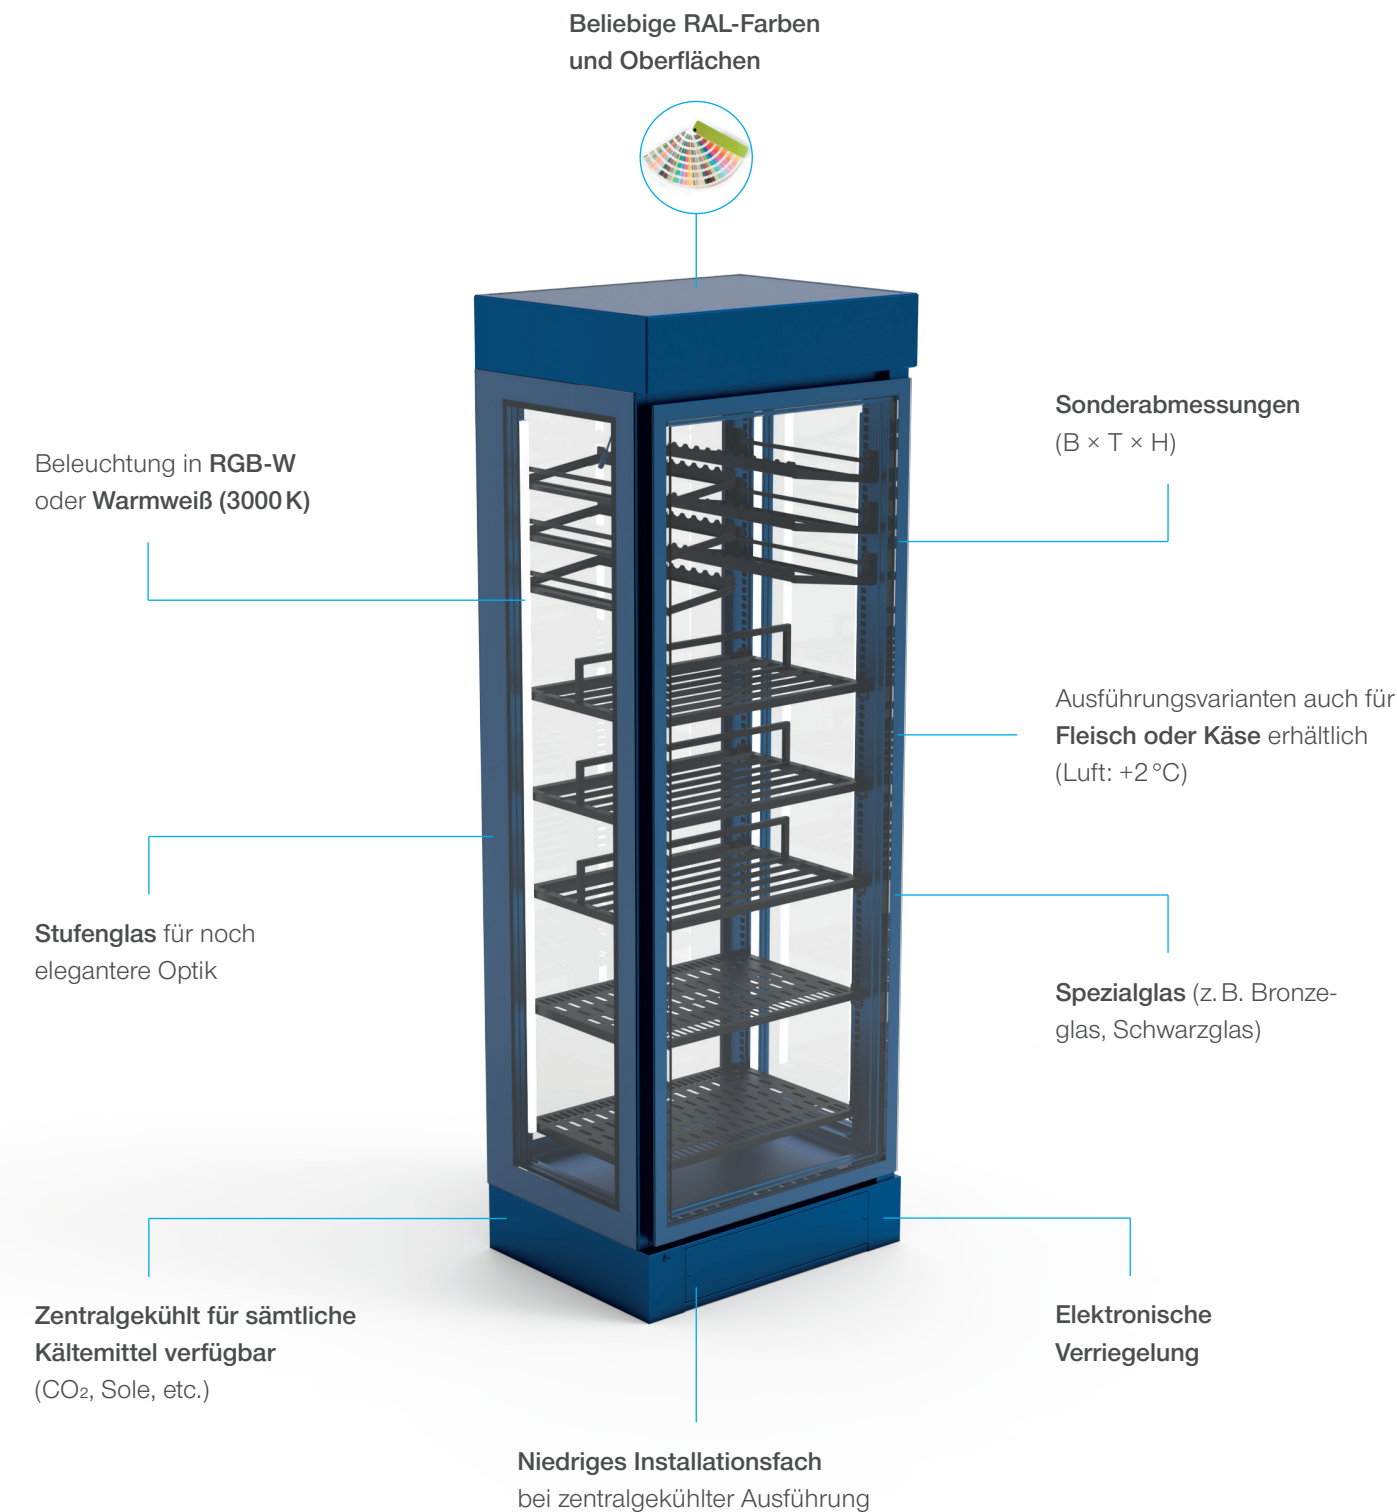 Beliebige RAL-Farben
und Oberflächen
Beleuchtung in RGB-W
oder Warmweiß (3000 K)
Sonderabmessungen
(B × T × H)
Ausführungsvarianten auch für
Fleisch oder Käse erhältlich
(Luft: +2 °C)
Stufenglas für noch
elegantere Optik
Spezialglas (z. B. Bronze-
glas, Schwarzglas)
Zentralgekühlt für sämtliche
Kältemittel verfügbar
(CO₂, Sole, etc.)
Elektronische
Verriegelung
Niedriges Installationsfach
bei zentralgekühlter Ausführung